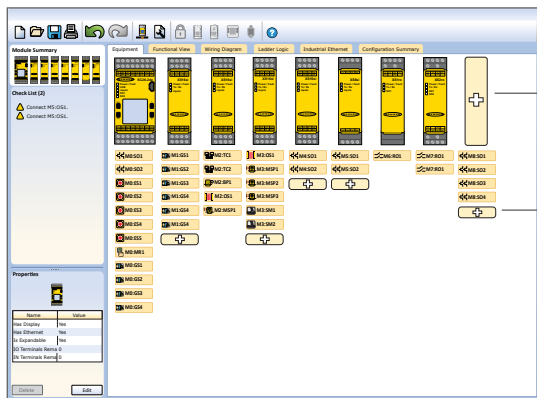 Module Summary
Check List (2)
Connect M5:OSL.
Connect M5:OSL.
Properties
Name Value
Has Display Yes
Has Ethernet Yes
Is Expandable Yes
IO Terminals Rema 0
IN Terminals Rema 0
Delete Edit
Equipment Functional View Wiring Diagram Ladder Logic Industrial Ethernet Configuration Summary
M0:SO1 M1:GS1 M2:TC1 M3:OS1 M4:SO1 M5:SO1 M6:RO1 M7:RO1 M8:SO1
M0:SO2 M1:GS2 M2:TC2 M3:MSP1 M4:SO2 M5:SO2 M7:RO2 M8:SO2
M0:ES1 M1:GS3 M2:BP1 M3:MSP2 M8:SO3
M0:ES2 M1:GS4 M2:OS1 M3:MSP3 M8:SO4
M0:ES3 M1:GS4 M2:MSP1 M3:SM1
M0:ES4 M1:GS4 M3:SM2
M0:ES5
M0:MR1
M0:GS1
M0:GS2
M0:GS3
M0:GS4